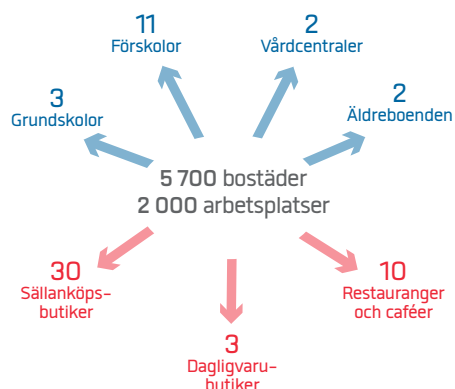 11
Förskolor
2
Vårdcentraler
3
Grundskolor
2
Äldreboenden
5 700 bostäder
2 000 arbetsplatser
30
Sällanköps-
butiker
10
Restauranger
och caféer
3
Dagligvaru-
butiker